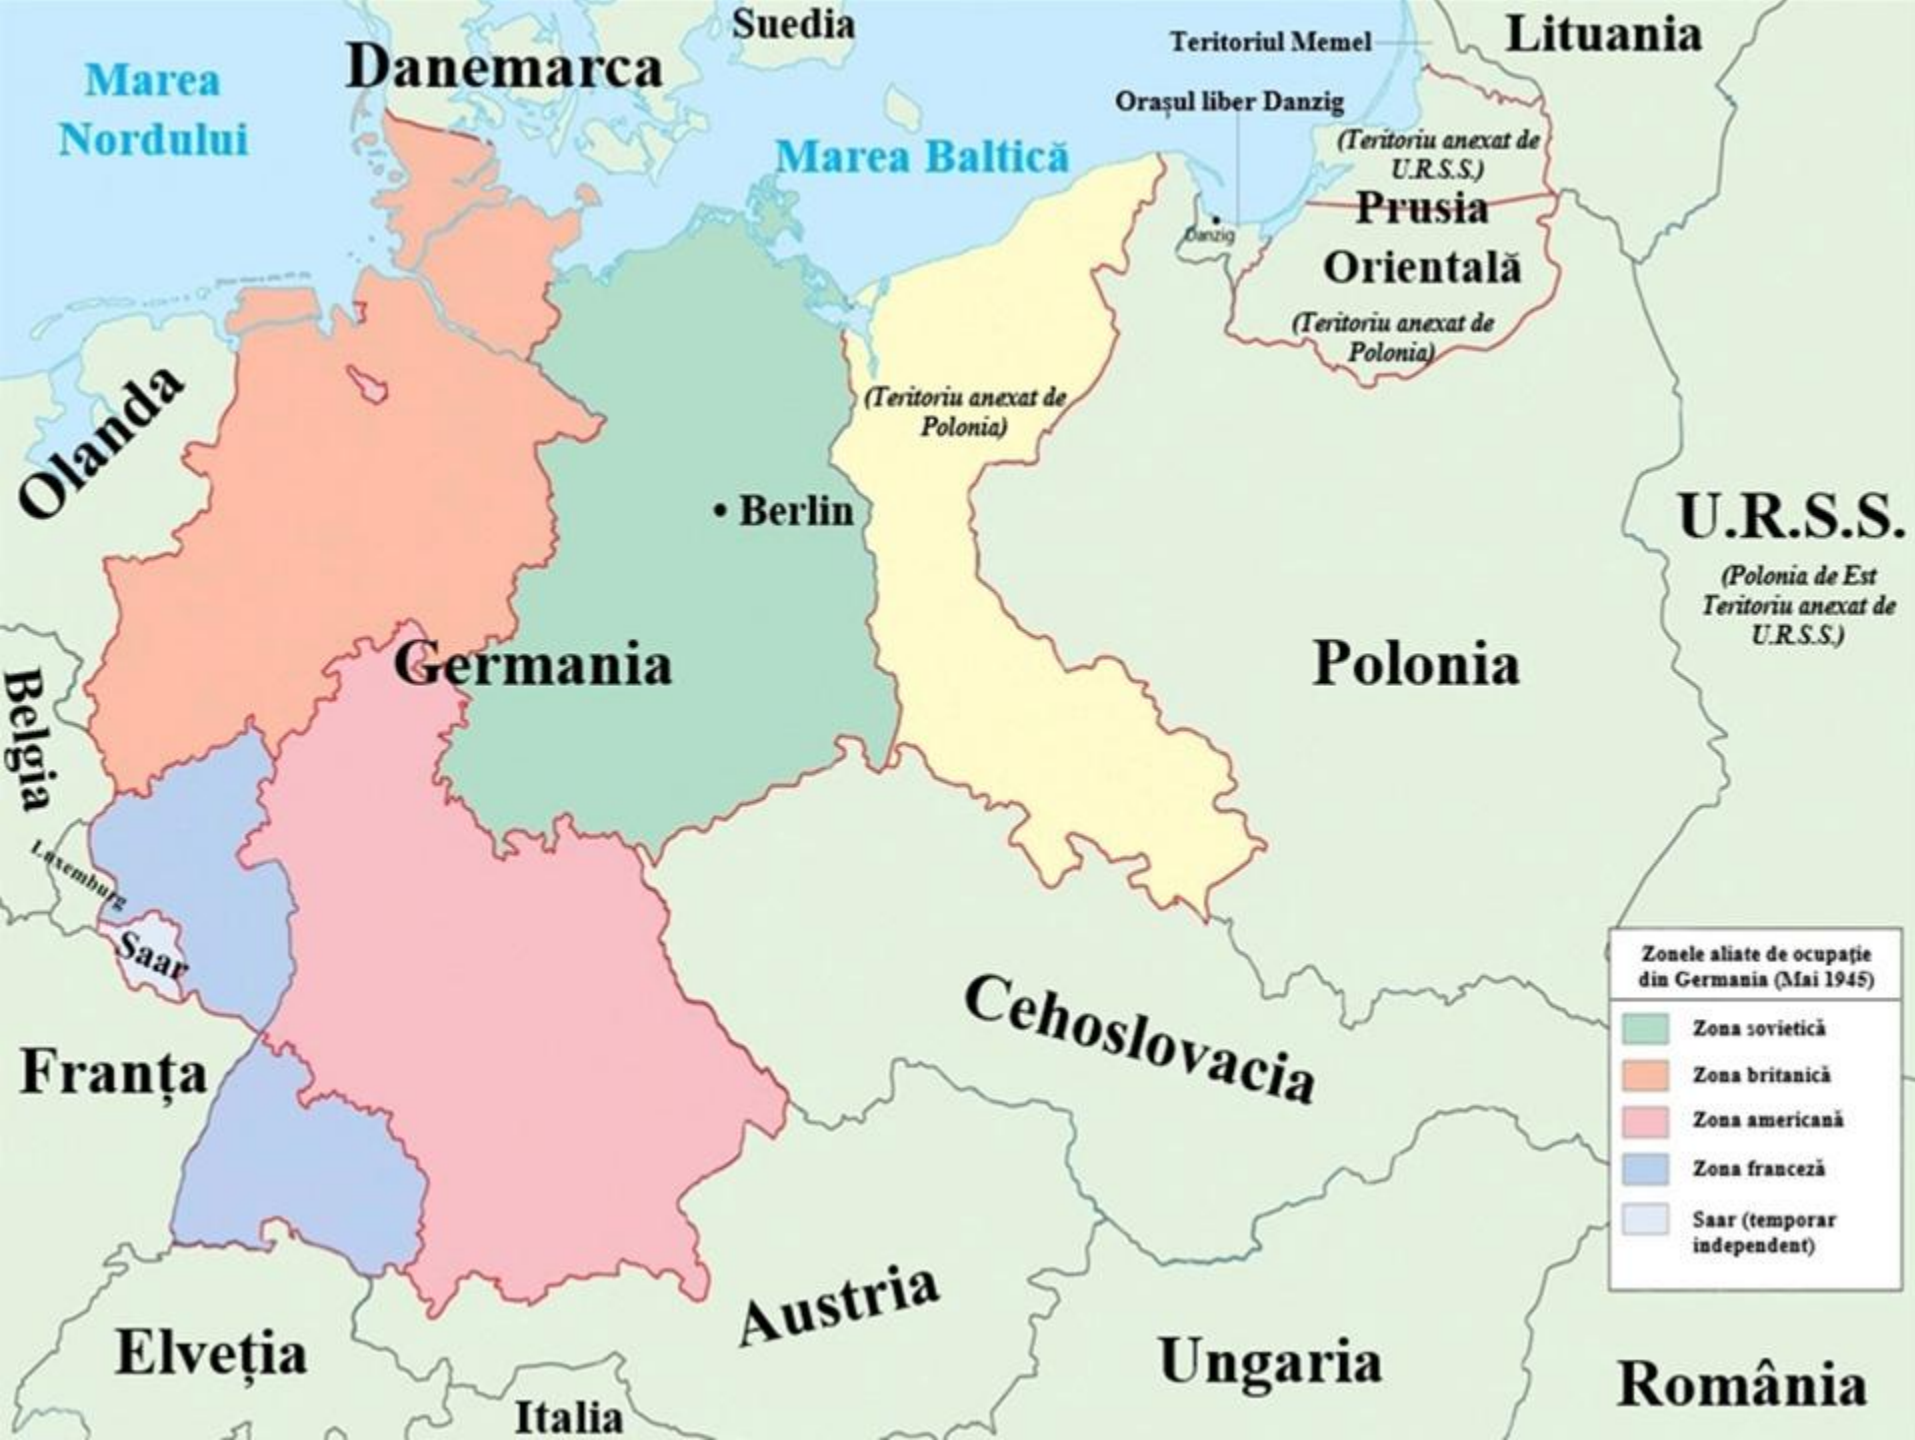 Suedia
Lituania
Teritoriul Memel
Danemarca
Marea
Nordului
Orașul liber Danzig
(Teritoriu anexat de
U.R.S.S.)
Marea Baltică
Prusia
Danzig
Orientală
(Teritoriu anexat de
Polonia)
Olanda
(Teritoriu anexat de
Polonia)
• Berlin
U.R.S.S.
(Polonia de Est
Teritoriu anexat de
U.R.S.S.)
Germania
Polonia
Belgia
Luxemburg
Saar
Cehoslovacia
Franța
Zonele aliate de ocupație
din Germania (Mai 1945)
Zona sovietică
Zona britanică
Zona americană
Zona franceză
Saar (temporar
independent)
Austria
Elveția
Ungaria
România
Italia